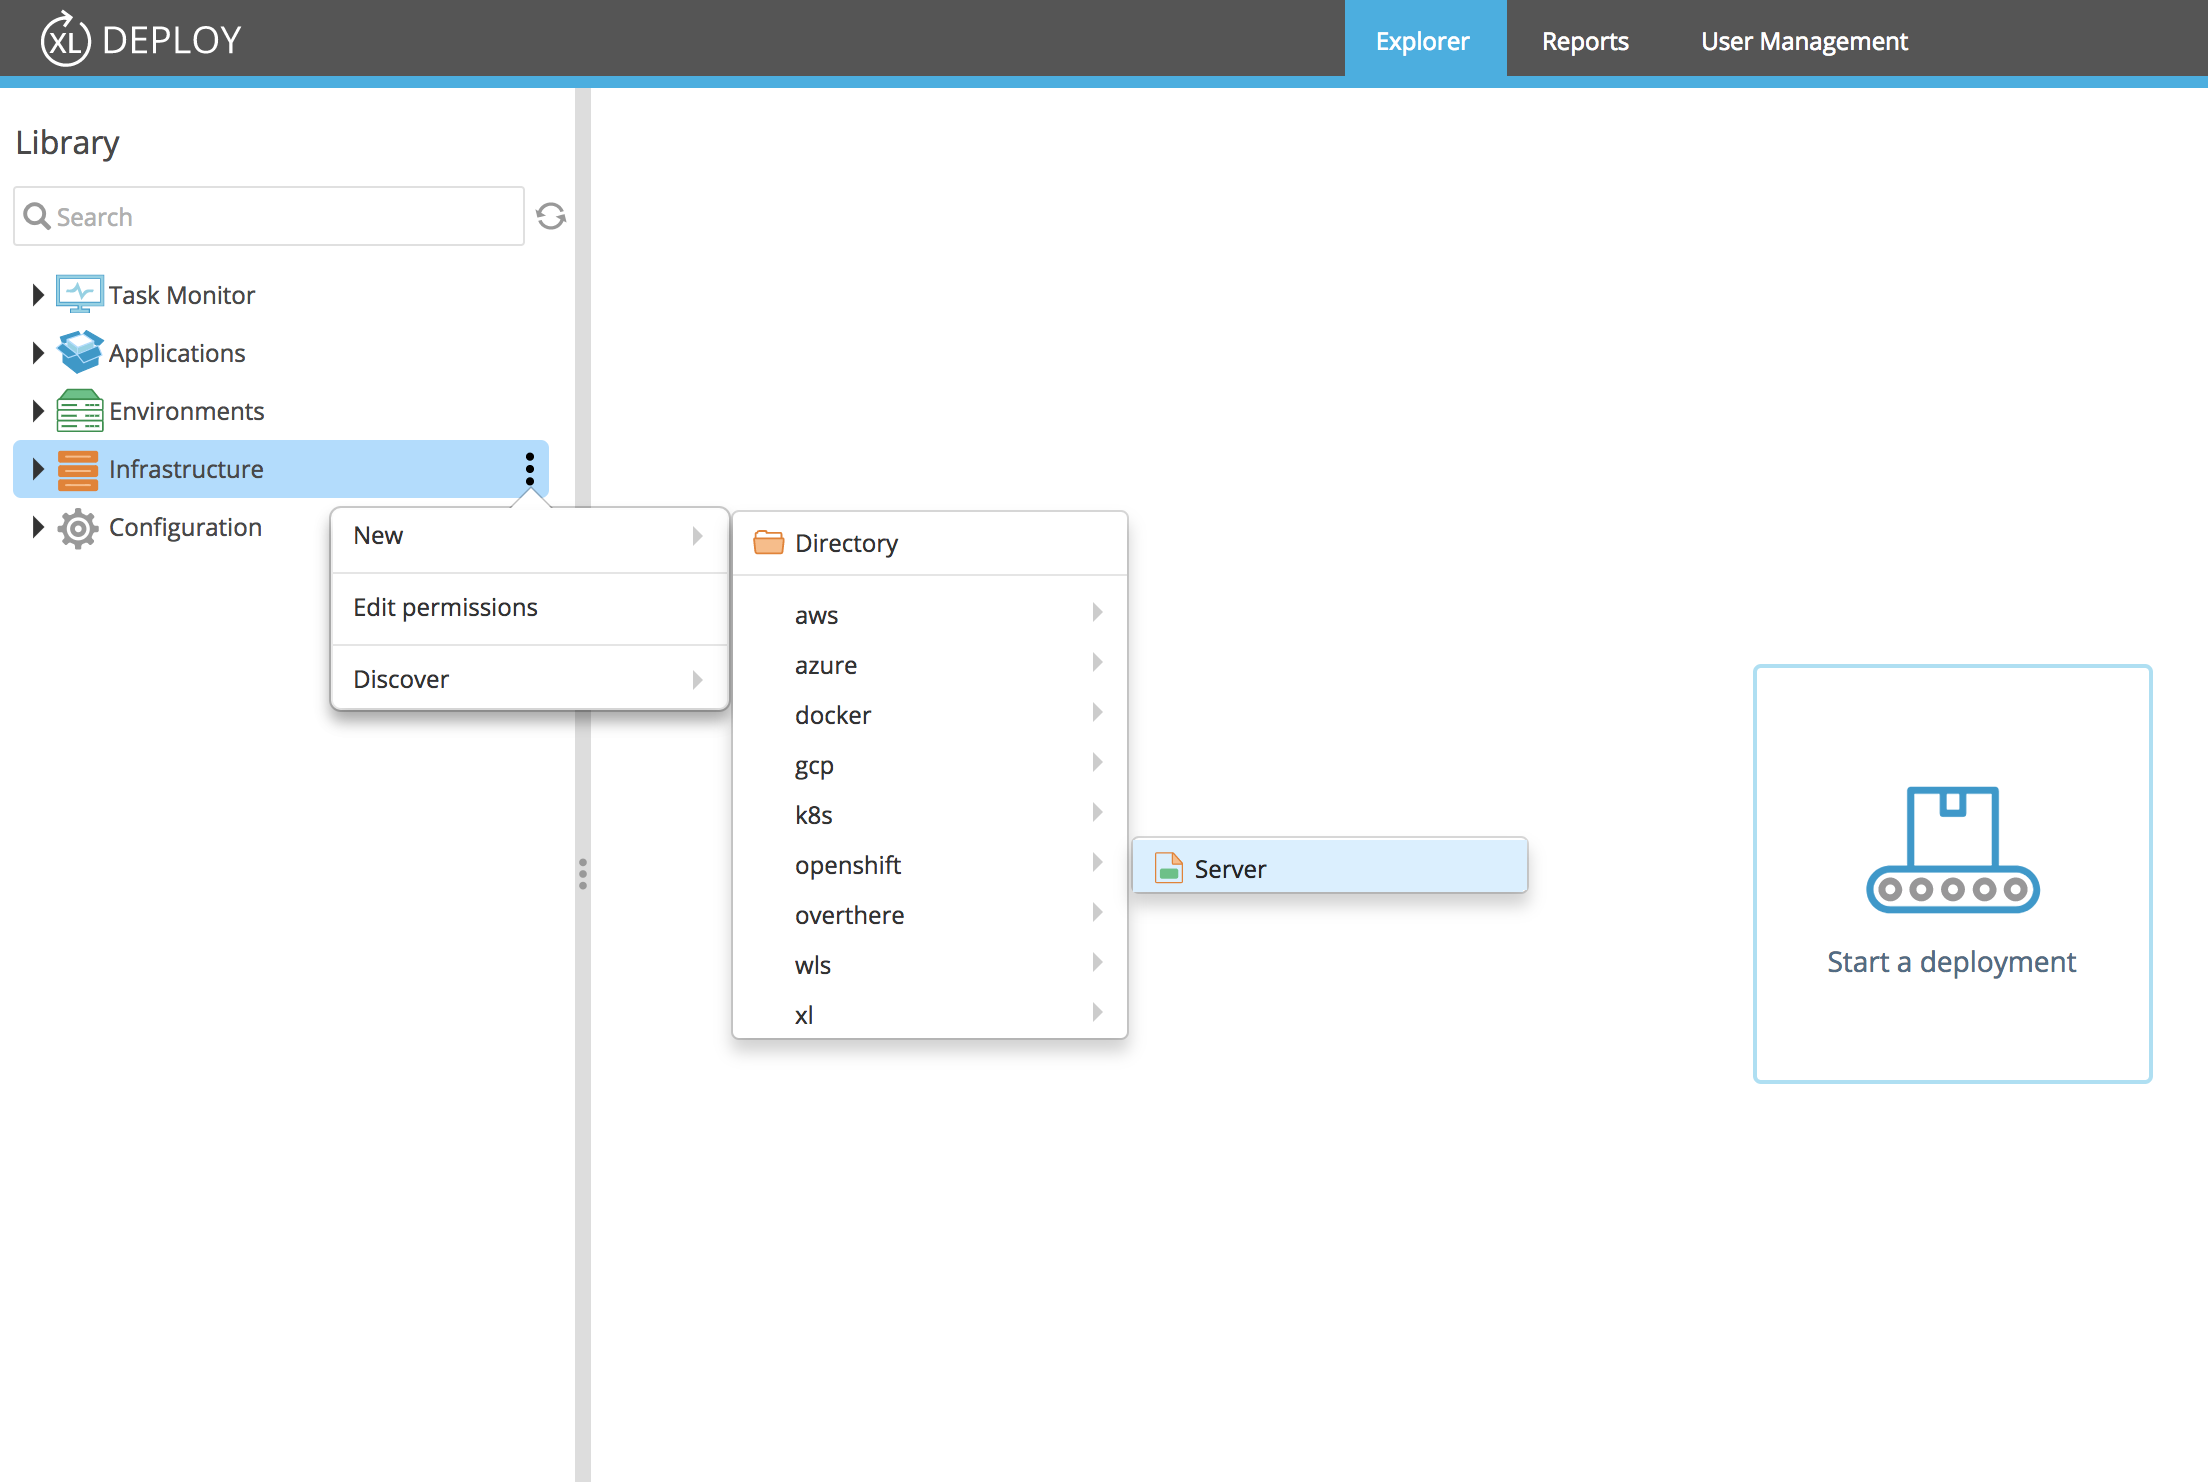 XL DEPLOY
Explorer
Reports
User Management
Library
Search
Task Monitor
Applications
Environments
Infrastructure
Configuration
New
Edit permissions
Discover
Directory
aws
azure
docker
gcp
k8s
openshift
overthere
wls
xl
Server
Start a deployment